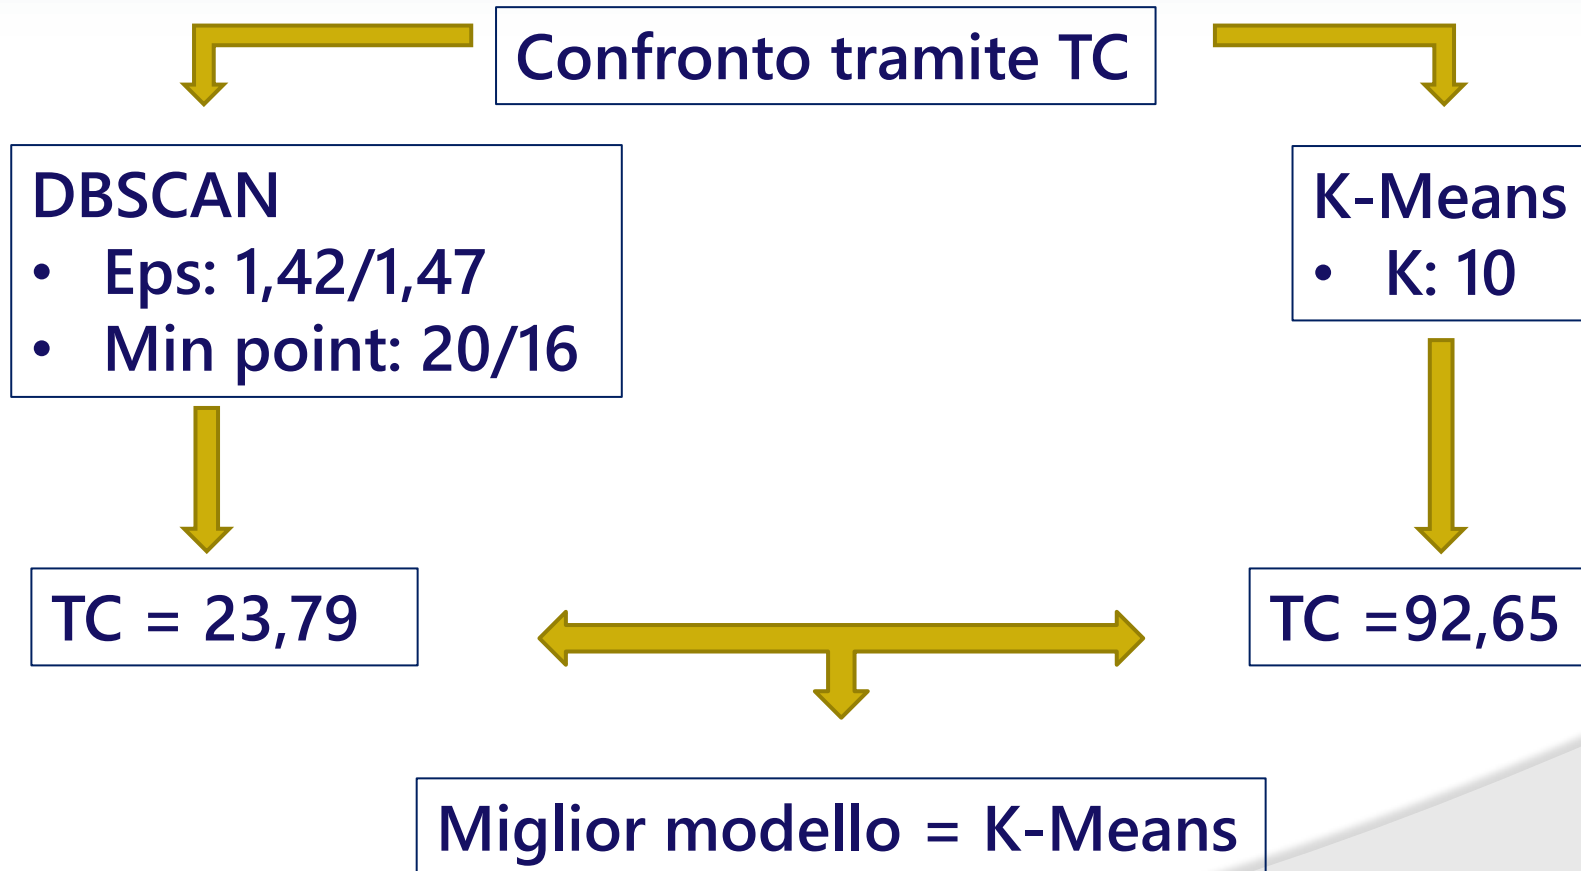 Confronto tramite TC
DBSCAN
• Eps: 1,42/1,47
• Min point: 20/16
K-Means
• K: 10
TC = 23,79
TC =92,65
Miglior modello = K-Means